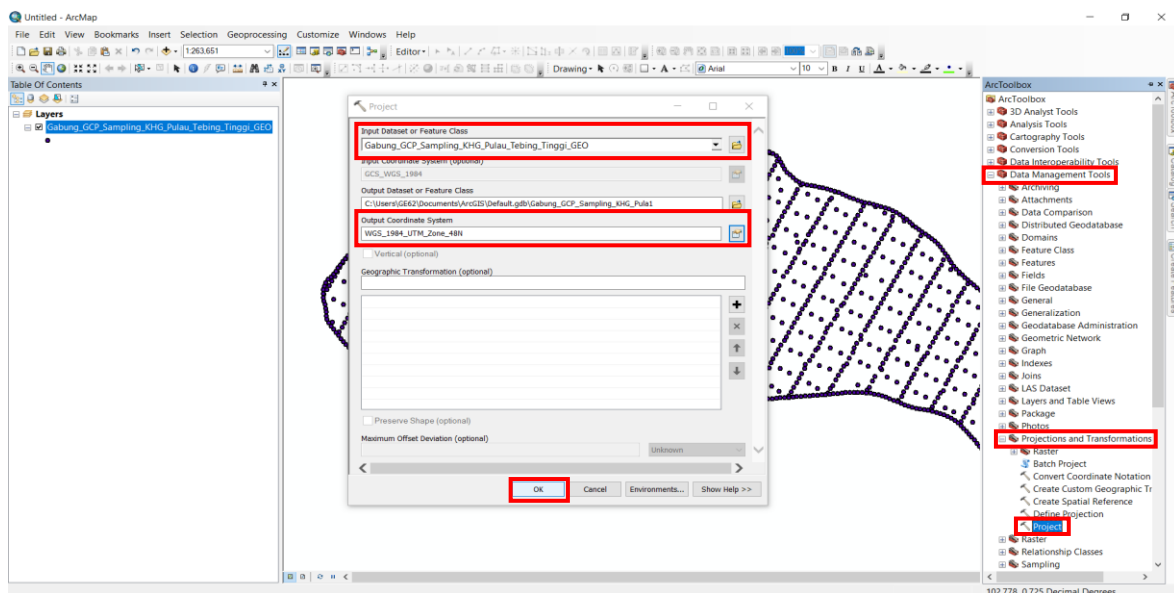 Untitled - ArcMap
File Edit View Bookmarks Insert Selection Geoprocessing Customize Windows Help
1:263,651
Editor
Drawing
Arial
10
B I U A
Table Of Contents
Layers
Gabung_GCP_Sampling_KHG_Pulau_Tebing_Tinggi_GEO
Project
Input Dataset or Feature Class
Gabung_GCP_Sampling_KHG_Pulau_Tebing_Tinggi_GEO
Input Coordinate System (optional)
GCS_WGS_1984
Output Dataset or Feature Class
C:\Users\GE62\Documents\ArcGIS\Default.gdb\Gabung_GCP_Sampling_KHG_Pula1
Output Coordinate System
WGS_1984_UTM_Zone_48N
Vertical (optional)
Geographic Transformation (optional)
Preserve Shape (optional)
Maximum Offset Deviation (optional)
Unknown
OK Cancel Environments... Show Help >>
ArcToolbox
ArcToolbox
3D Analyst Tools
Analysis Tools
Cartography Tools
Conversion Tools
Data Interoperability Tools
Data Management Tools
Archiving
Attachments
Data Comparison
Distributed Geodatabase
Domains
Feature Class
Features
Fields
File Geodatabase
General
Generalization
Geodatabase Administration
Geometric Network
Graph
Indexes
Joins
LAS Dataset
Layers and Table Views
Package
Photos
Projections and Transformations
Raster
Batch Project
Convert Coordinate Notation
Create Custom Geographic Tr
Create Spatial Reference
Define Projection
Project
Raster
Relationship Classes
Sampling
102.778 0.725 Decimal Degrees